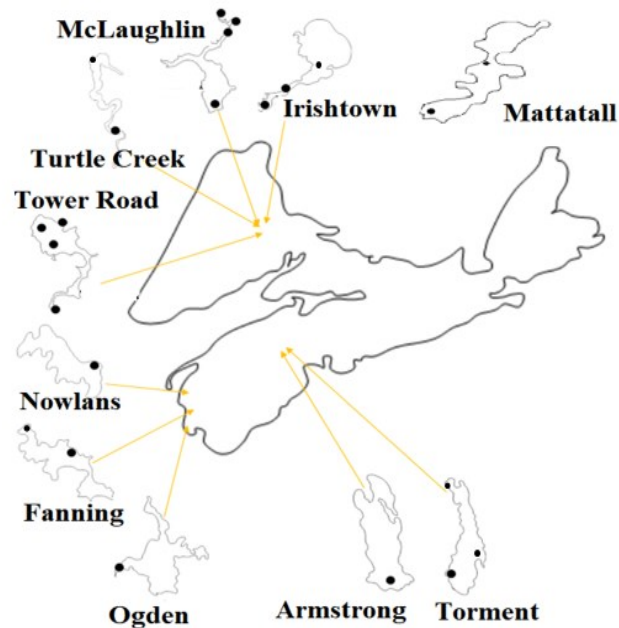 McLaughlin
Irishtown
Mattatall
Turtle Creek
Tower Road
Nowlans
Fanning
Ogden
Armstrong
Torment